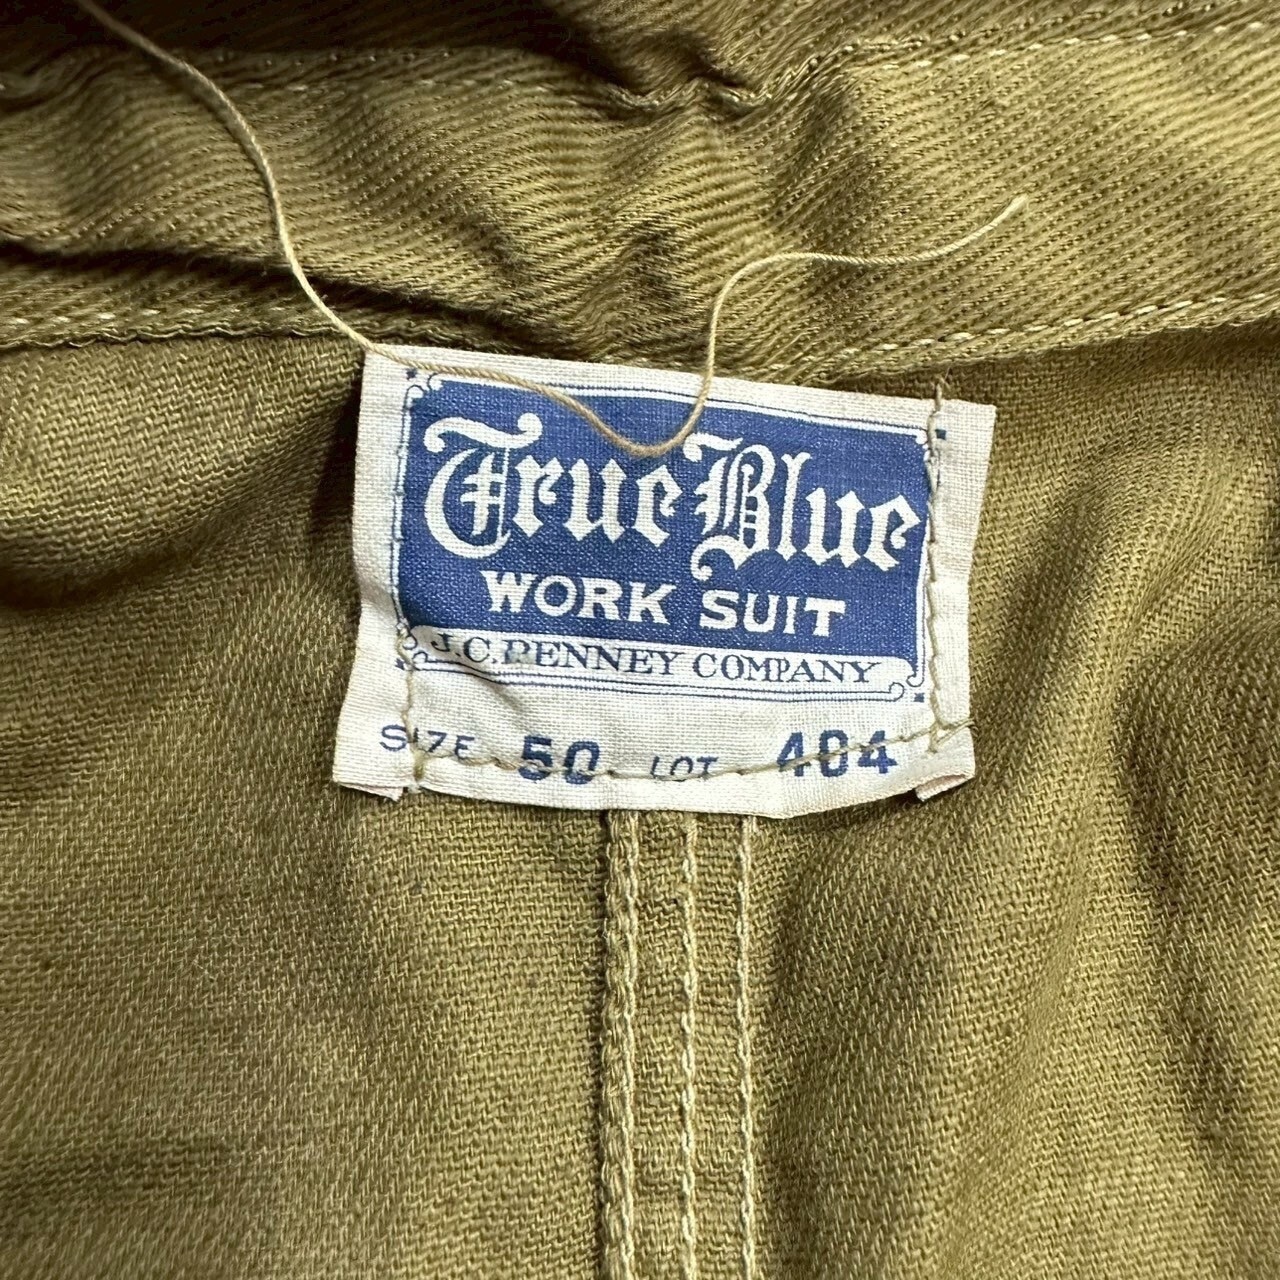 True Blue
WORK SUIT
J.C. PENNEY COMPANY
SIZE 50 LOT 404